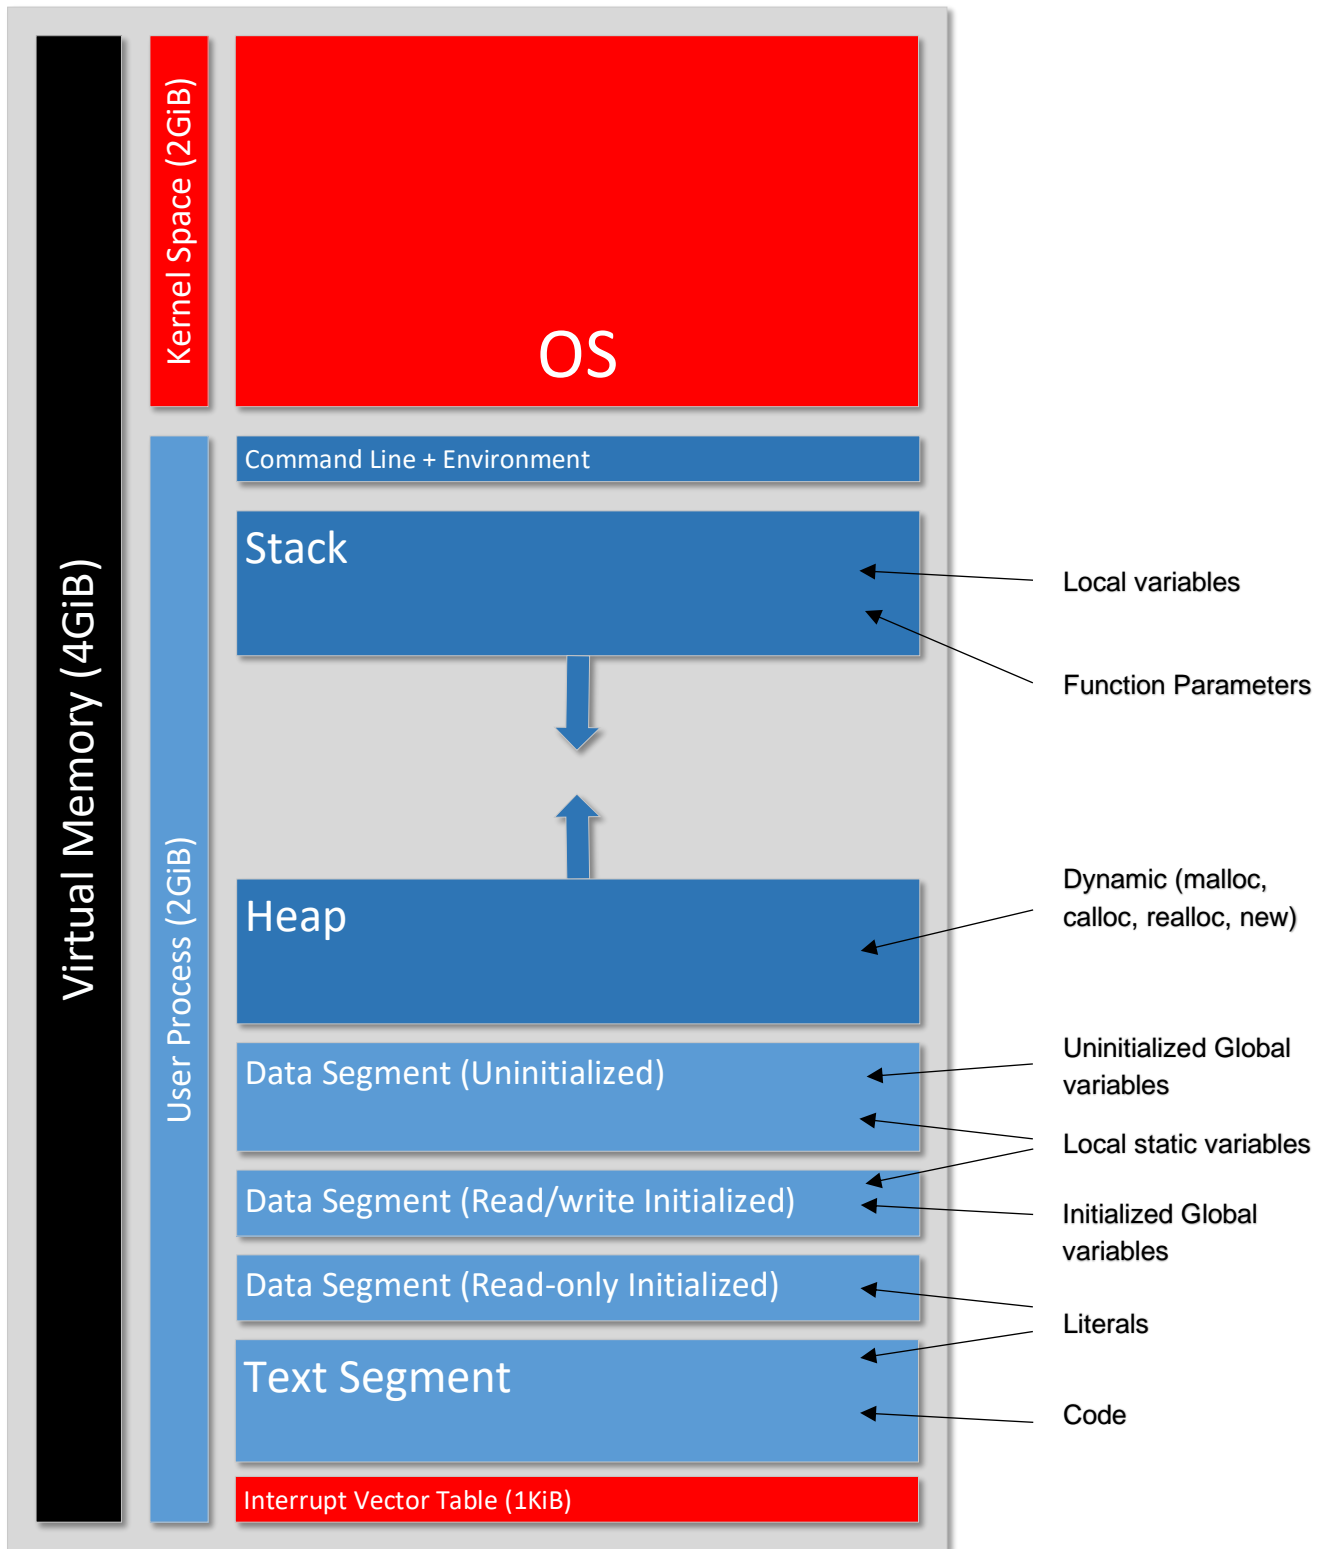 Virtual Memory (4GiB)
Kernel Space (2GiB)
OS
User Process (2GiB)
Command Line + Environment
Stack
Local variables
Function Parameters
Heap
Dynamic (malloc,
calloc, realloc, new)
Data Segment (Uninitialized)
Uninitialized Global
variables
Local static variables
Data Segment (Read/write Initialized)
Initialized Global
variables
Data Segment (Read-only Initialized)
Literals
Text Segment
Code
Interrupt Vector Table (1KiB)